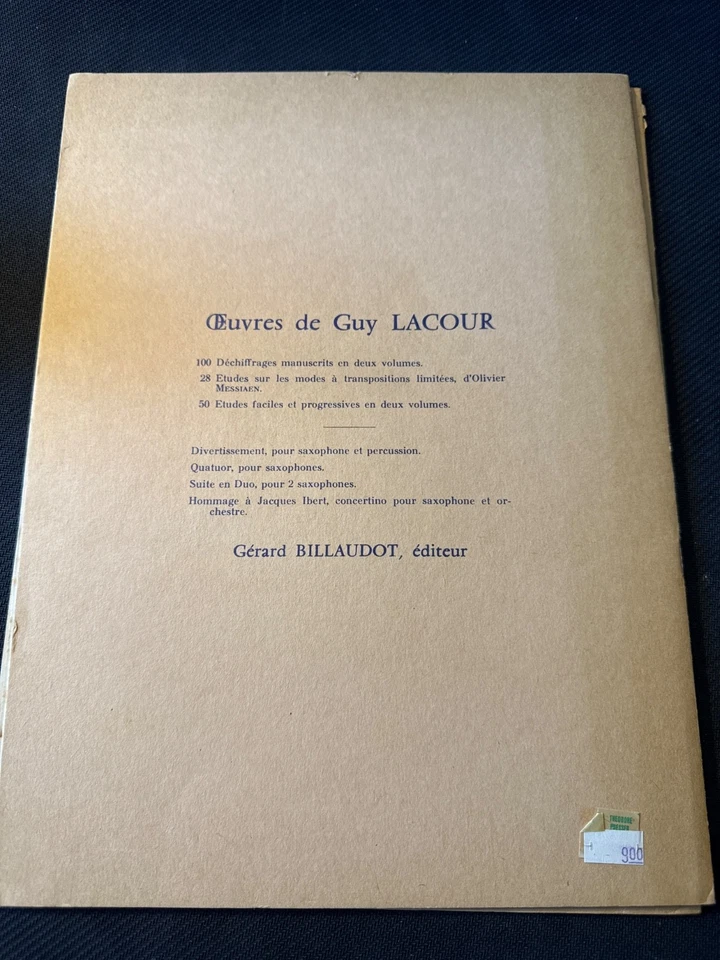 Œuvres de Guy LACOUR
100 Déchiffrages manuscrits en deux volumes.
28 Etudes sur les modes à transpositions limitées, d'Olivier
MESSIAEN.
50 Etudes faciles et progressives en deux volumes.
Divertissement, pour saxophone et percussion.
Quatuor, pour saxophones.
Suite en Duo, pour 2 saxophones.
Hommage à Jacques Ibert, concertino pour saxophone et or-
chestre.
Gérard BILLAUDOT, éditeur
THEODORE
PRESSER
900